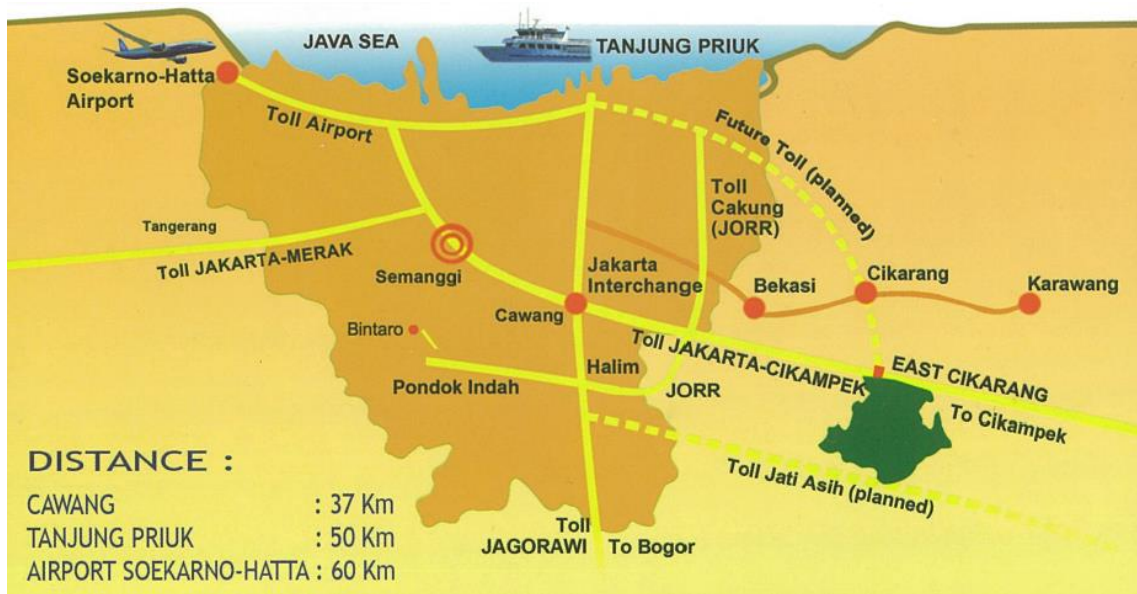 JAVA SEA
TANJUNG PRIUK
Soekarno-Hatta
Airport
Toll Airport
Future Toll (planned)
Toll
Cakung
(JORR)
Tangerang
Toll JAKARTA-MERAK
Semanggi
Jakarta
Interchange
Bekasi
Cikarang
Karawang
Cawang
Bintaro
Toll JAKARTA-CIKAMPEK
Halim
EAST CIKARANG
Pondok Indah
JORR
To Cikampek
Toll Jati Asih (planned)
Toll
JAGORAWI
To Bogor
DISTANCE :
CAWANG : 37 Km
TANJUNG PRIUK : 50 Km
AIRPORT SOEKARNO-HATTA : 60 Km